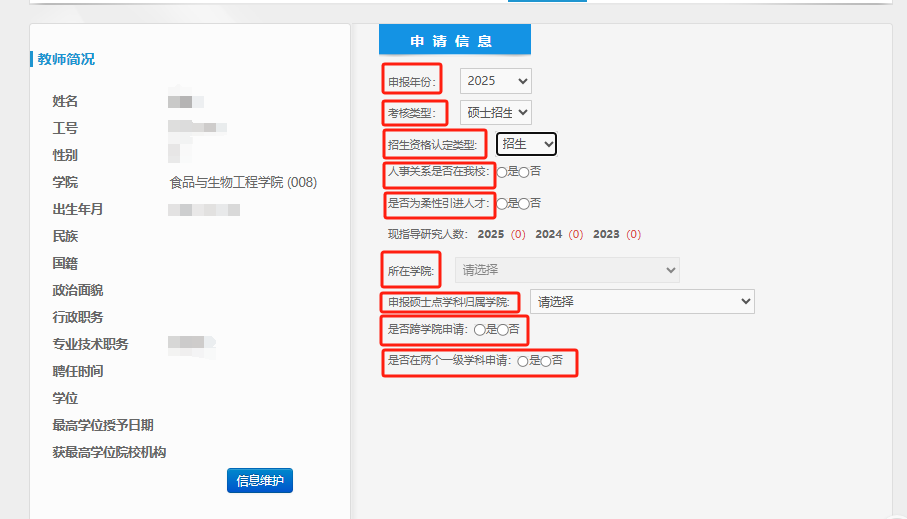 教师简况
姓名
工号
性别
学院 食品与生物工程学院 (008)
出生年月
民族
国籍
政治面貌
行政职务
专业技术职务
聘任时间
学位
最高学位授予日期
获最高学位院校机构
信息维护
申请信息
申报年份: 2025
考核类型: 硕士招生
招生资格认定类型: 招生
人事关系是否在我校: 是 否
是否为柔性引进人才: 是 否
现指导研究人数: 2025 (0) 2024 (0) 2023 (0)
所在学院: 请选择
申报硕士点学科归属学院: 请选择
是否跨学院申请: 是 否
是否在两个一级学科申请: 是 否